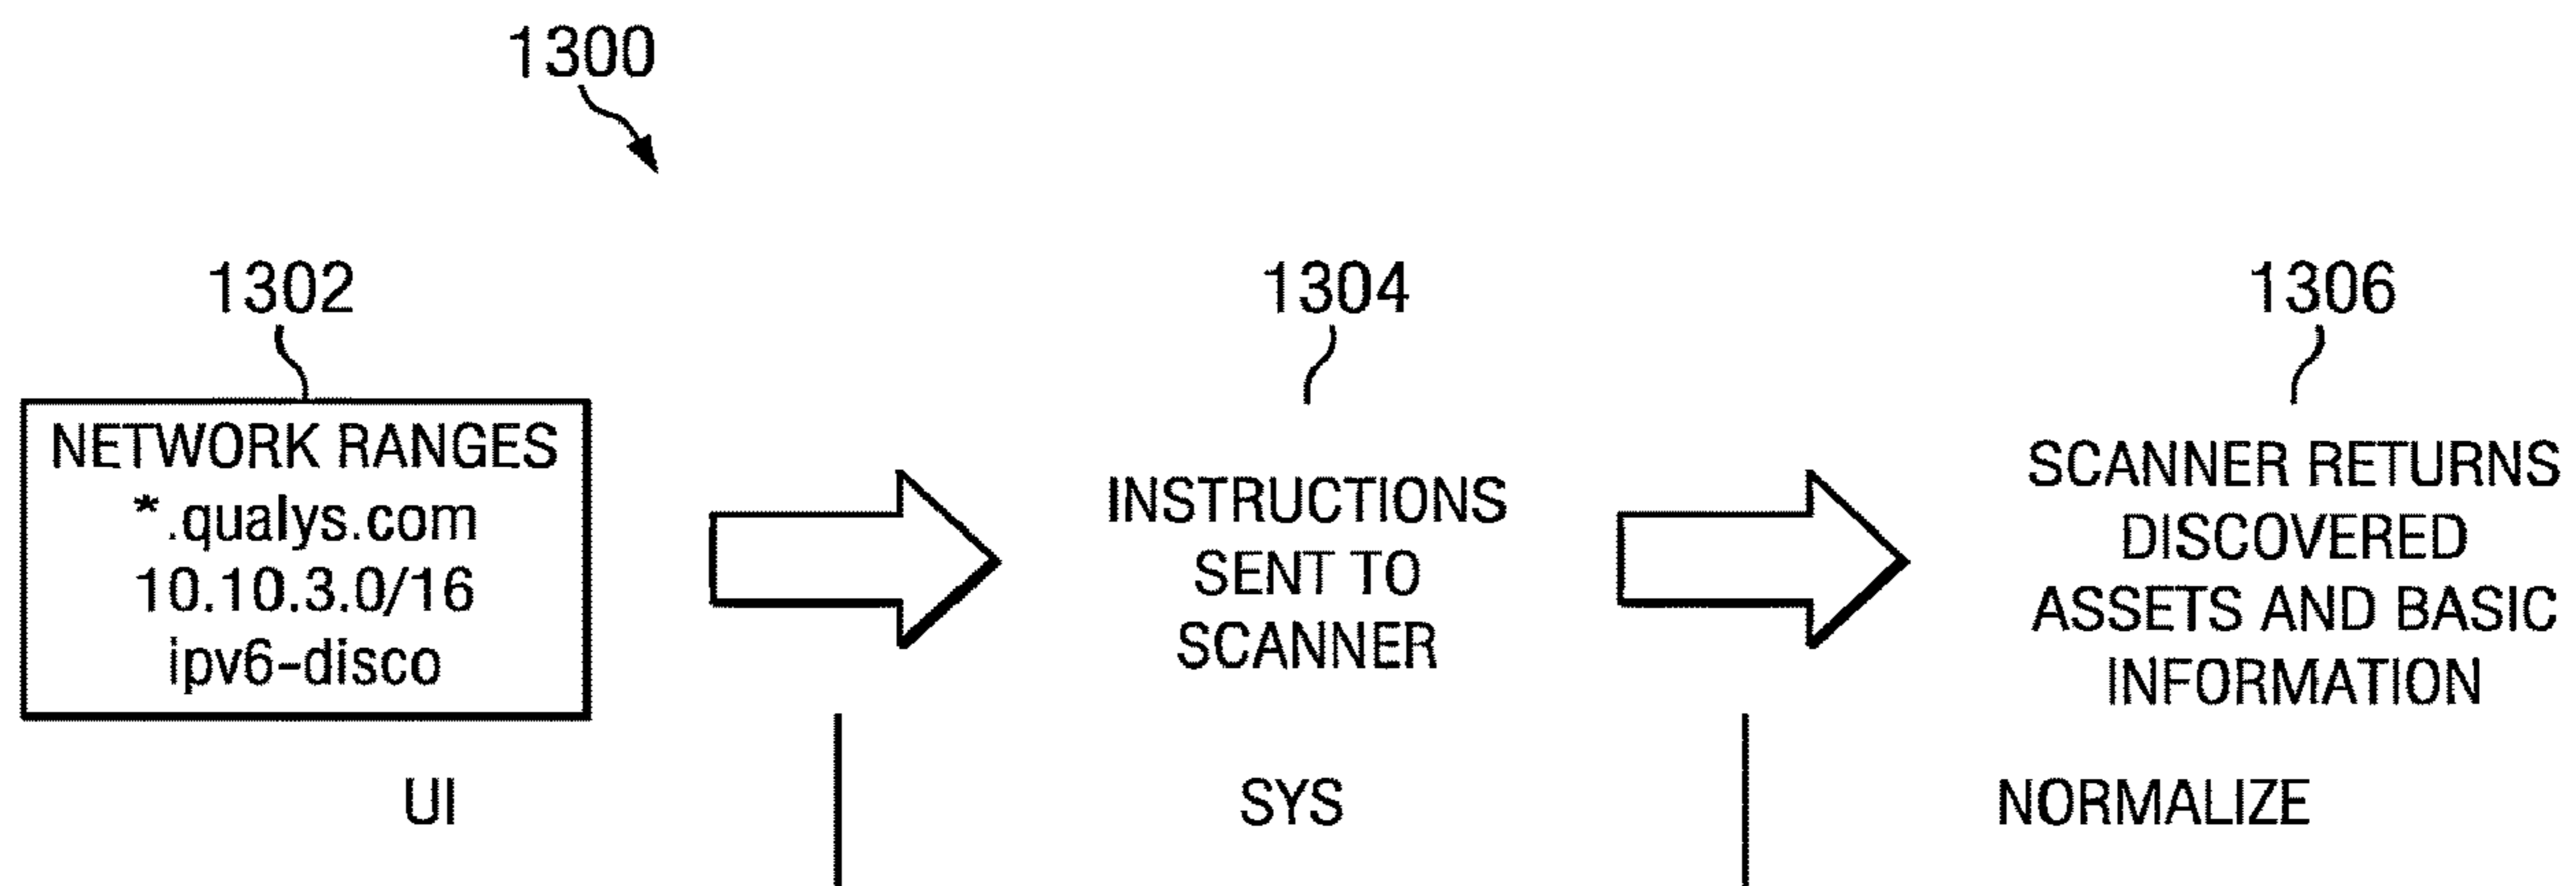 1300
1302
1304
1306
NETWORK RANGES
*.qualys.com
10.10.3.0/16
ipv6-disco
INSTRUCTIONS
SENT TO
SCANNER
SCANNER RETURNS
DISCOVERED
ASSETS AND BASIC
INFORMATION
UI
SYS
NORMALIZE